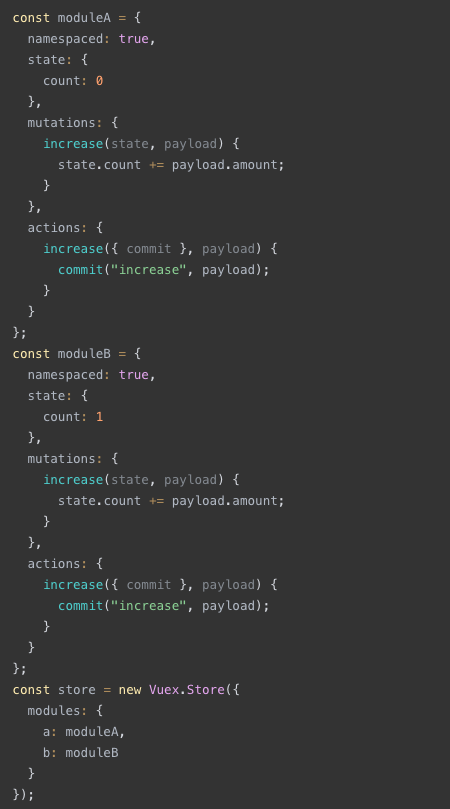 const moduleA = {
  namespaced: true,
  state: {
    count: 0
  },
  mutations: {
    increase(state, payload) {
      state.count += payload.amount;
    }
  },
  actions: {
    increase({ commit }, payload) {
      commit("increase", payload);
    }
  }
};
const moduleB = {
  namespaced: true,
  state: {
    count: 1
  },
  mutations: {
    increase(state, payload) {
      state.count += payload.amount;
    }
  },
  actions: {
    increase({ commit }, payload) {
      commit("increase", payload);
    }
  }
};
const store = new Vuex.Store({
  modules: {
    a: moduleA,
    b: moduleB
  }
});